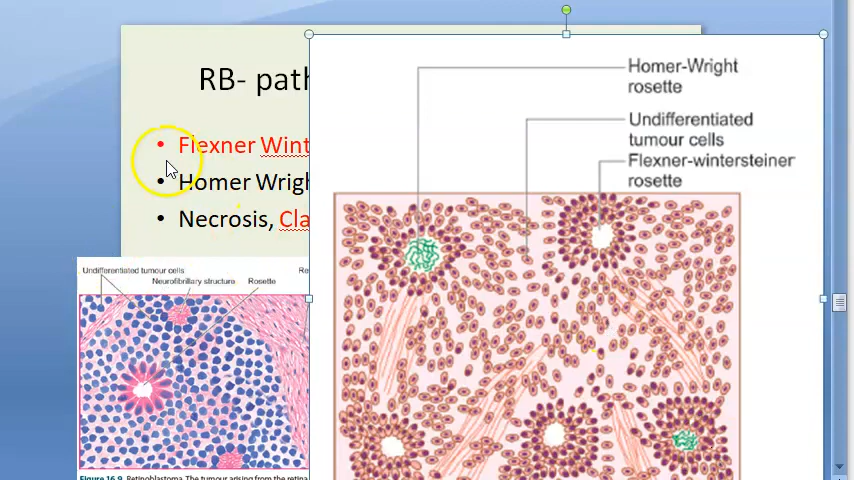 RB- path
Flexner Wint
Homer Wrigh
Necrosis, Cla
Homer-Wright
rosette
Undifferentiated
tumour cells
Flexner-wintersteiner
rosette
Undifferentiated tumour cells
Neurofibrillary structure
Rosette
Re
Figure 16.9 Retinoblastoma. The tumour arising from the retina